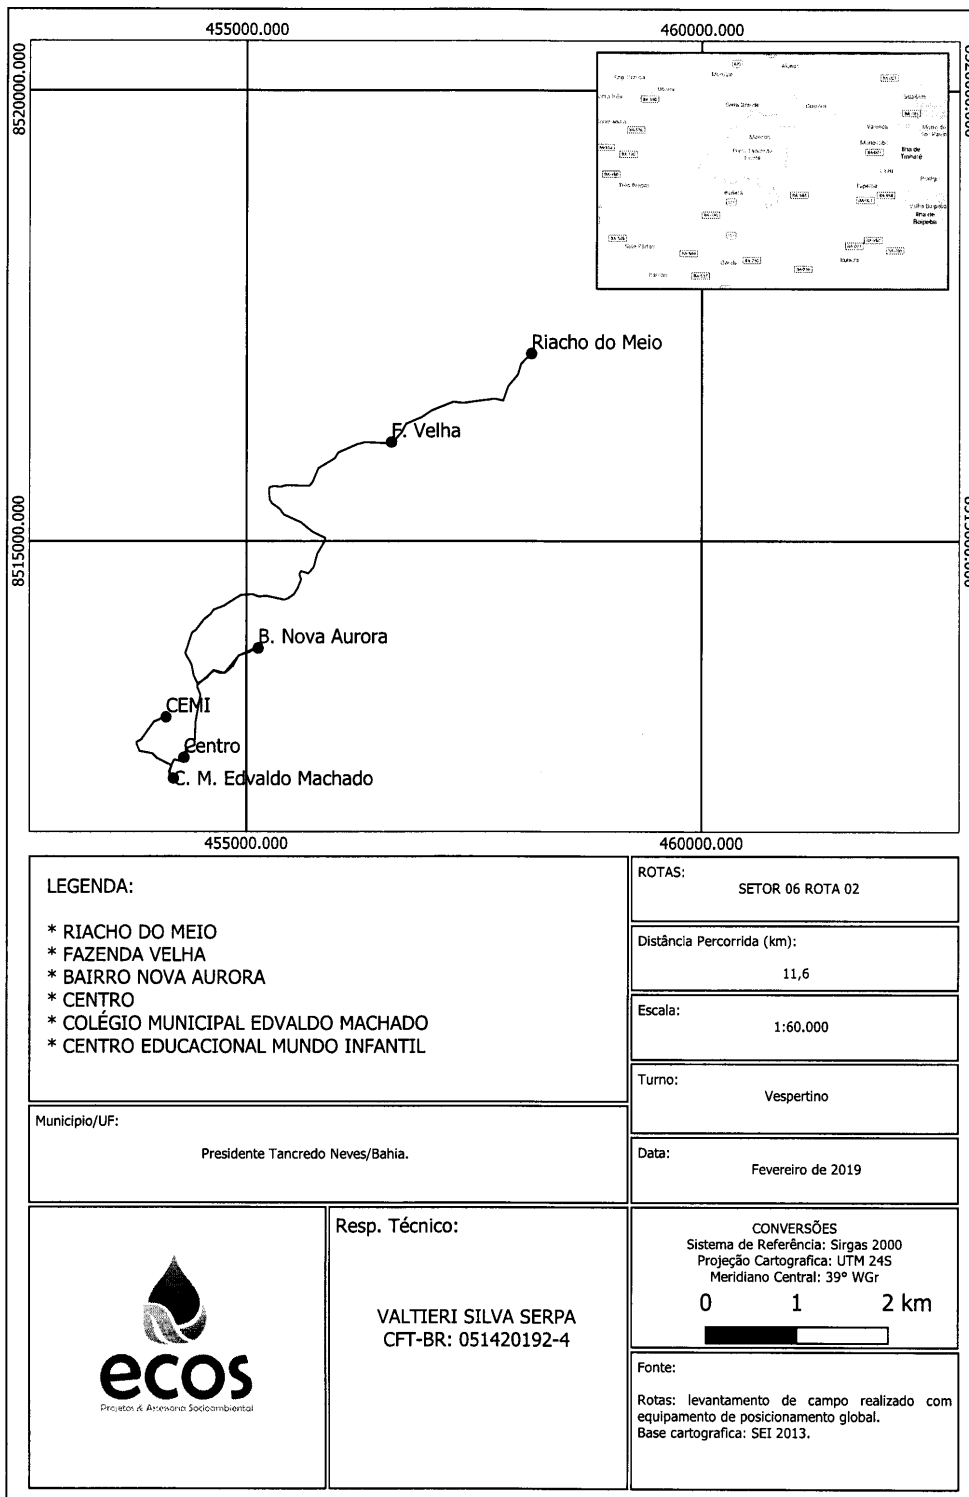 455000.000
460000.000
8520000.000
Riacho do Meio
F. Velha
8515000.000
B. Nova Aurora
CEMI
Centro
C. M. Edvaldo Machado
455000.000
460000.000
LEGENDA:
* RIACHO DO MEIO
* FAZENDA VELHA
* BAIRRO NOVA AURORA
* CENTRO
* COLÉGIO MUNICIPAL EDVALDO MACHADO
* CENTRO EDUCACIONAL MUNDO INFANTIL
ROTAS:
SETOR 06 ROTA 02
Distância Percorrida (km):
11,6
Escala:
1:60.000
Turno:
Vespertino
Município/UF:
Presidente Tancredo Neves/Bahia.
Data:
Fevereiro de 2019
ecos
Projetos & Assessoria Socioambiental
Resp. Técnico:
VALTIERI SILVA SERPA
CFT-BR: 051420192-4
CONVERSÕES
Sistema de Referência: Sirgas 2000
Projeção Cartografica: UTM 24S
Meridiano Central: 39º WGr
0 1 2 km
Fonte:
Rotas: levantamento de campo realizado com
equipamento de posicionamento global.
Base cartografica: SEI 2013.